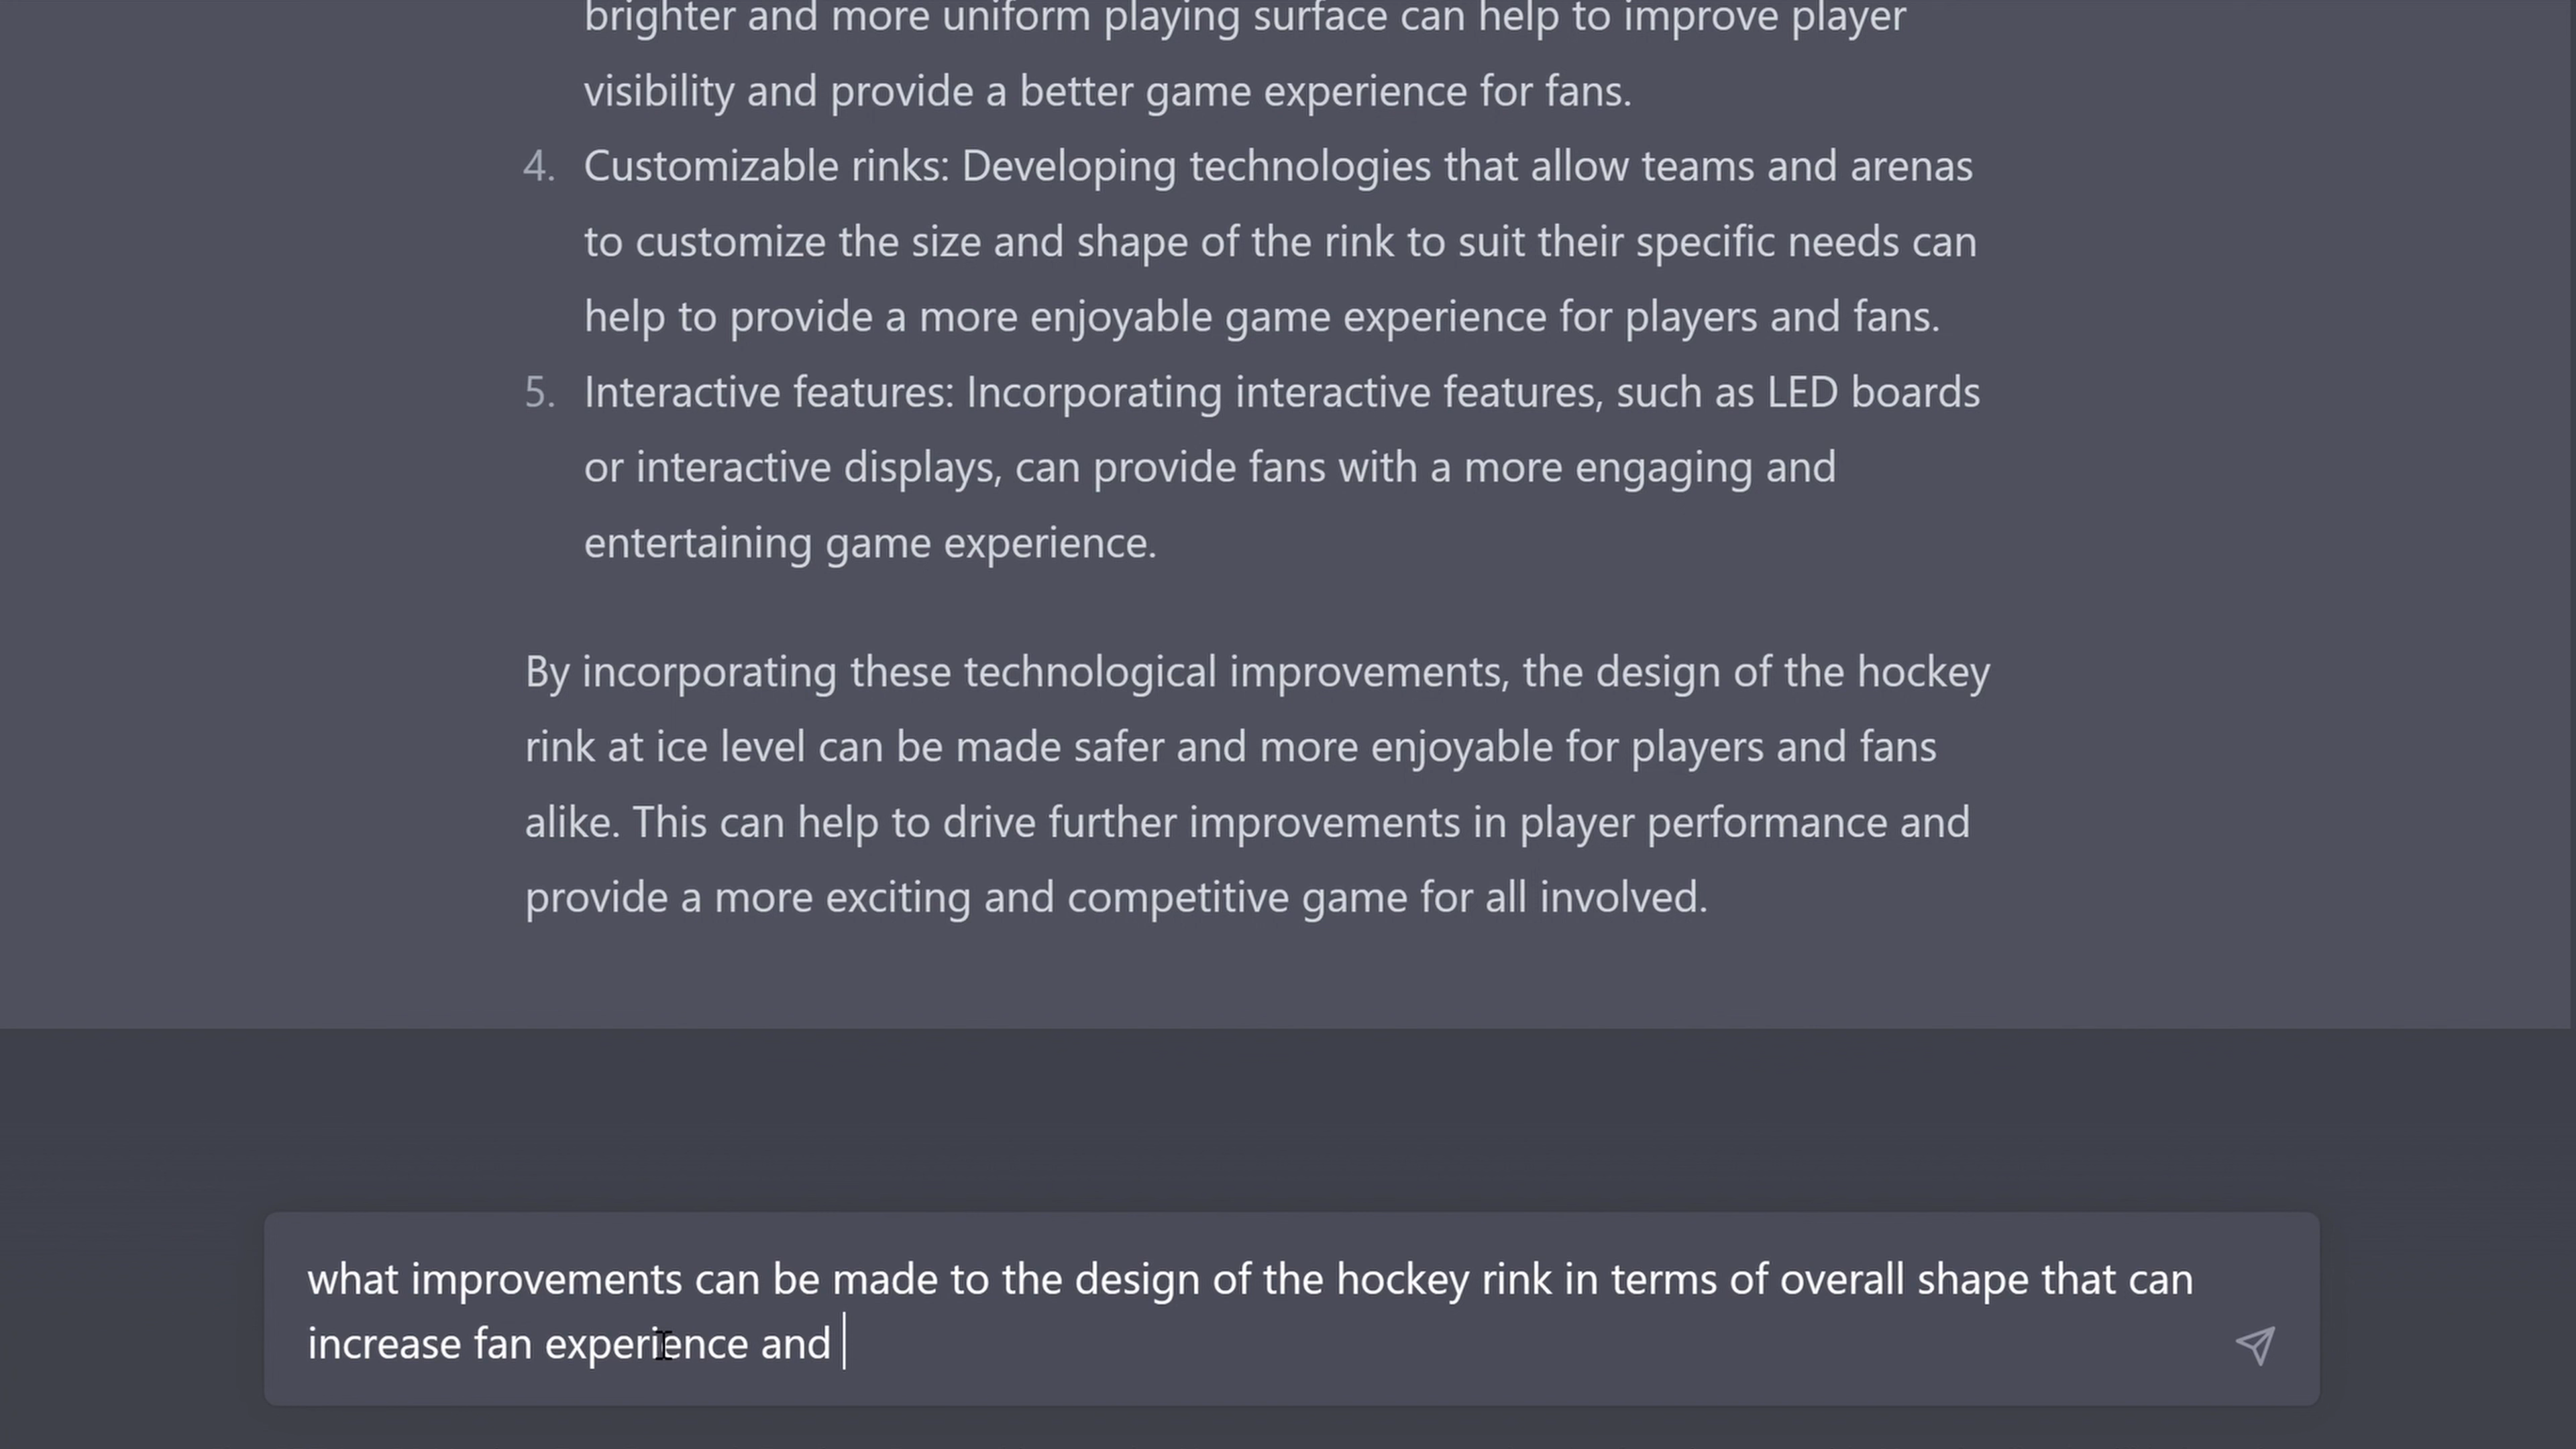 brighter and more uniform playing surface can help to improve player
visibility and provide a better game experience for fans.
4. Customizable rinks: Developing technologies that allow teams and arenas
to customize the size and shape of the rink to suit their specific needs can
help to provide a more enjoyable game experience for players and fans.
5. Interactive features: Incorporating interactive features, such as LED boards
or interactive displays, can provide fans with a more engaging and
entertaining game experience.
By incorporating these technological improvements, the design of the hockey
rink at ice level can be made safer and more enjoyable for players and fans
alike. This can help to drive further improvements in player performance and
provide a more exciting and competitive game for all involved.
what improvements can be made to the design of the hockey rink in terms of overall shape that can
increase fan experience and